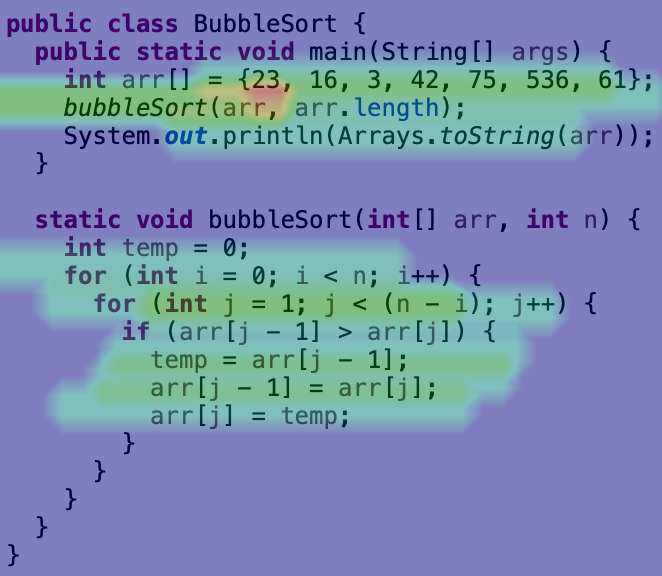 public class BubbleSort {
  public static void main(String[] args) {
    int arr[] = {23, 16, 3, 42, 75, 536, 61};
    bubbleSort(arr, arr.length);
    System.out.println(Arrays.toString(arr));
  }

  static void bubbleSort(int[] arr, int n) {
    int temp = 0;
    for (int i = 0; i < n; i++) {
      for (int j = 1; j < (n - i); j++) {
        if (arr[j - 1] > arr[j]) {
          temp = arr[j - 1];
          arr[j - 1] = arr[j];
          arr[j] = temp;
        }
      }
    }
  }
}